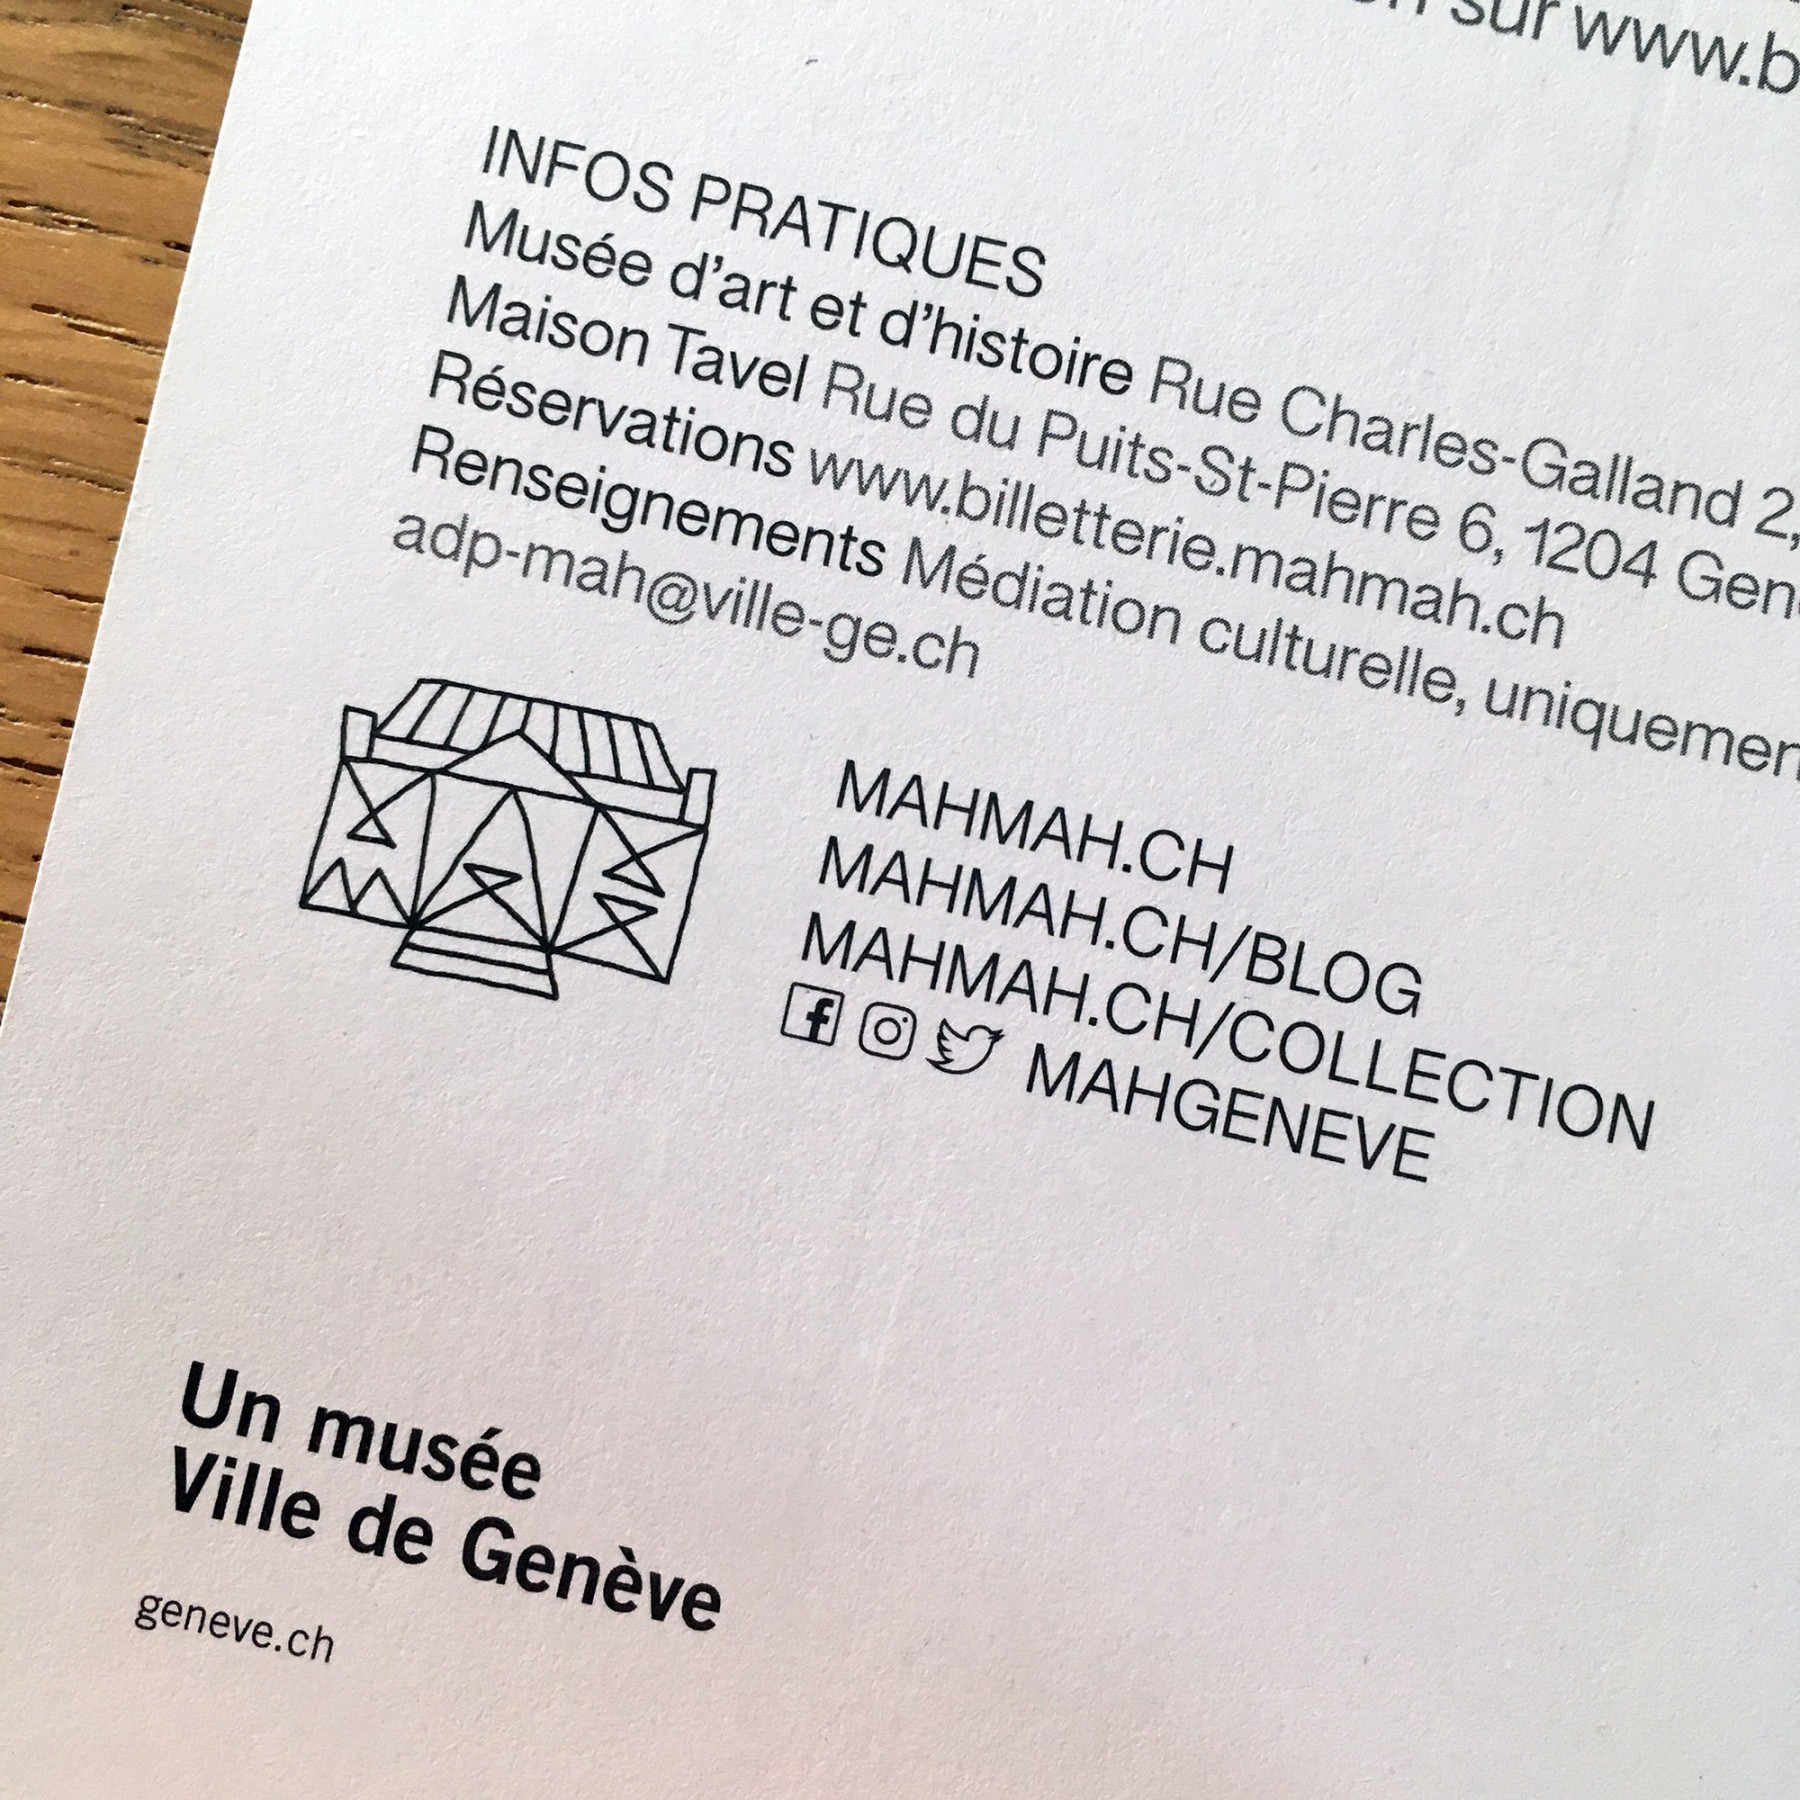 sur www.b
INFOS PRATIQUES
Musée d'art et d'histoire Rue Charles-Galland 2,
Maison Tavel Rue du Puits-St-Pierre 6, 1204
Réservations www.billetterie.mahmah.ch
Renseignements Médiation culturelle,
adp-mah@ville-ge.ch
MAHMAH.CH
MAHMAH.CH/BLOG
MAHMAH.CH/COLLECTION
MAHGENEVE
Un musée
Ville de Genève
geneve.ch